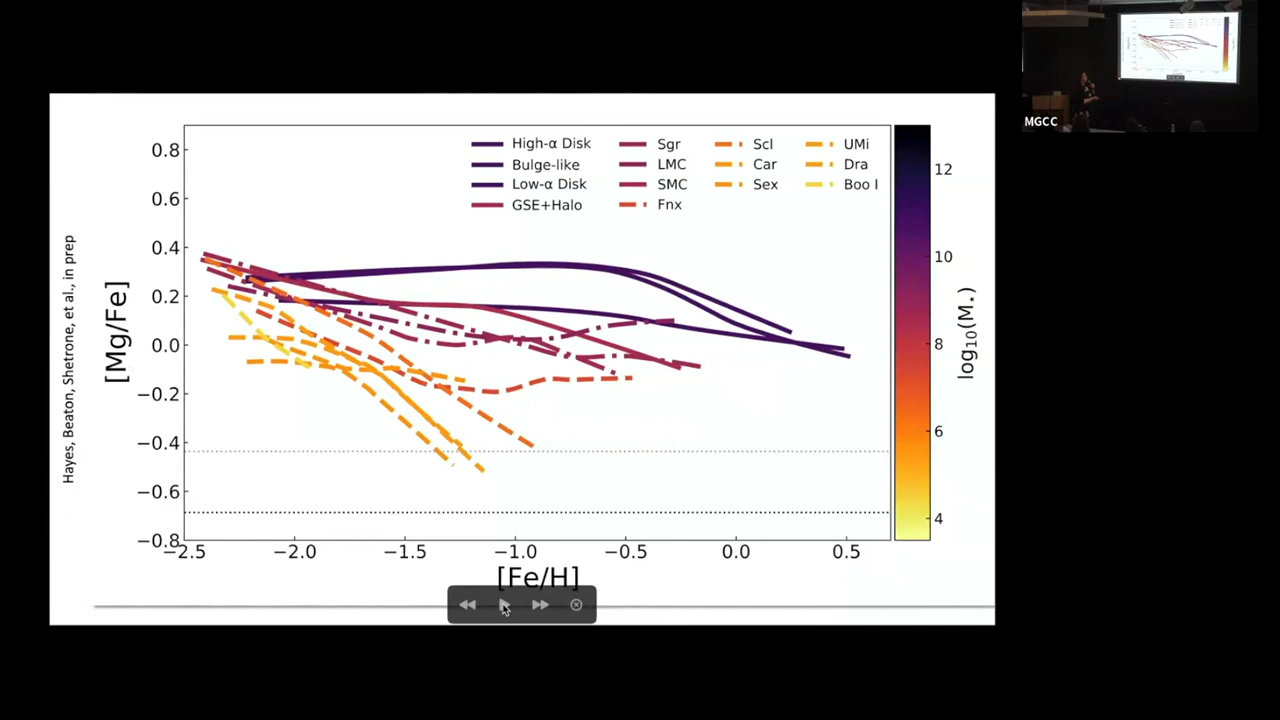 Hayes, Beaton, Shetrone, et al., in prep
[Mg/Fe]
0.8
0.6
0.4
0.2
0.0
−0.2
−0.4
−0.6
−0.8
High-α Disk
Bulge-like
Low-α Disk
GSE+Halo
Sgr
LMC
SMC
Fnx
Scl
Car
Sex
UMi
Dra
Boo I
−2.5 −2.0 −1.5 −1.0 −0.5 0.0 0.5
[Fe/H]
12
10
8
6
4
log₁₀(M⋆)
MGCC